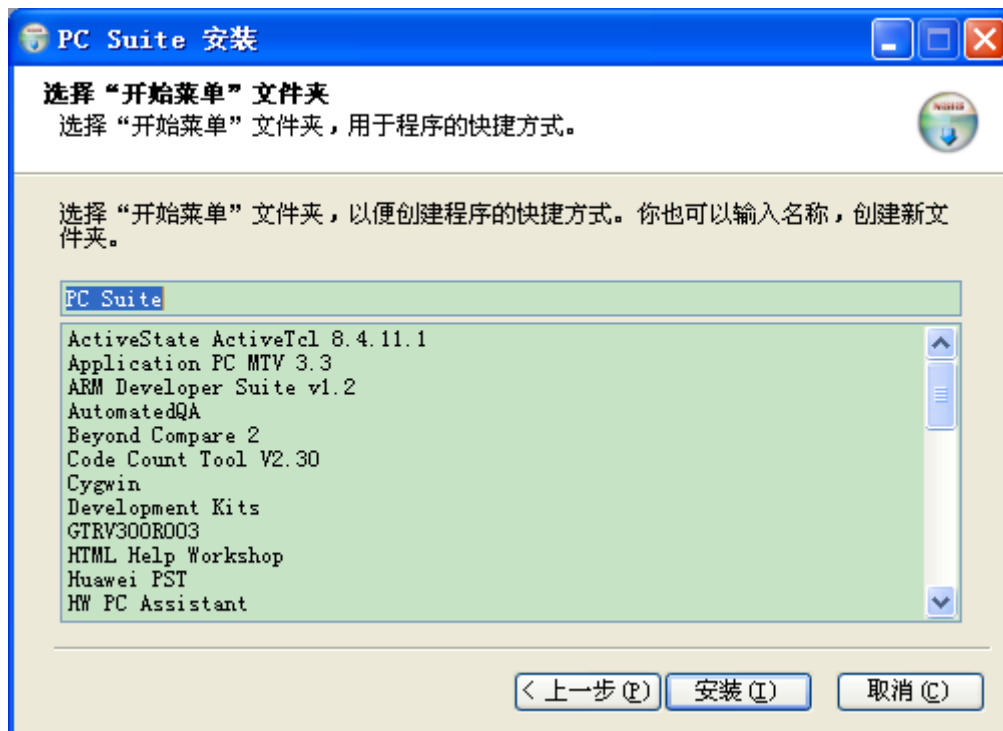 PC Suite 安装
选择“开始菜单”文件夹
选择“开始菜单”文件夹，用于程序的快捷方式。
选择“开始菜单”文件夹，以便创建程序的快捷方式。你也可以输入名称，创建新文
件夹。
PC Suite
ActiveState ActiveTcl 8.4.11.1
Application PC MTV 3.3
ARM Developer Suite v1.2
AutomatedQA
Beyond Compare 2
Code Count Tool V2.30
Cygwin
Development Kits
GTRV300R003
HTML Help Workshop
Huawei PST
HW PC Assistant
< 上一步(P)
安装(I)
取消(C)